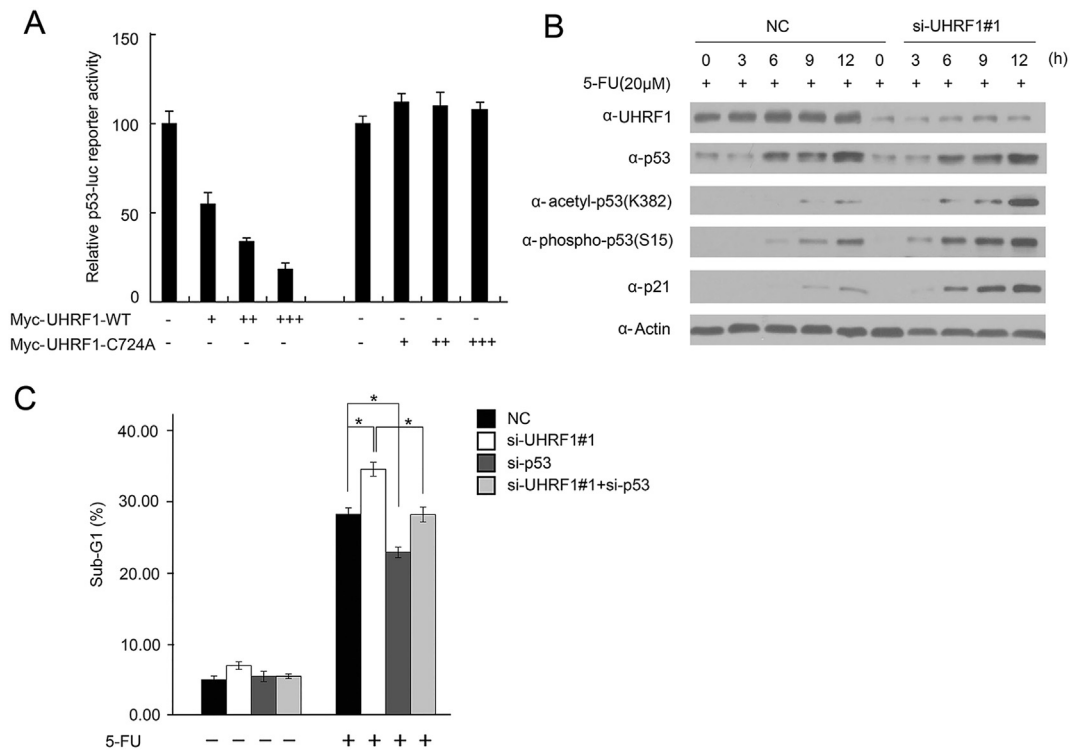 A
150
100
50
0
Relative p53-luc reporter activity
Myc-UHRF1-WT - + ++ +++ - - - -
Myc-UHRF1-C724A - - - - - + ++ +++
B
NC si-UHRF1#1
0 3 6 9 12 0 3 6 9 12 (h)
5-FU(20μM) + + + + + + + + + +
α-UHRF1
α-p53
α-acetyl-p53(K382)
α-phospho-p53(S15)
α-p21
α-Actin
C
40.00
30.00
20.00
10.00
0.00
Sub-G1 (%)
* * *
NC
si-UHRF1#1
si-p53
si-UHRF1#1+si-p53
5-FU − − − − + + + +